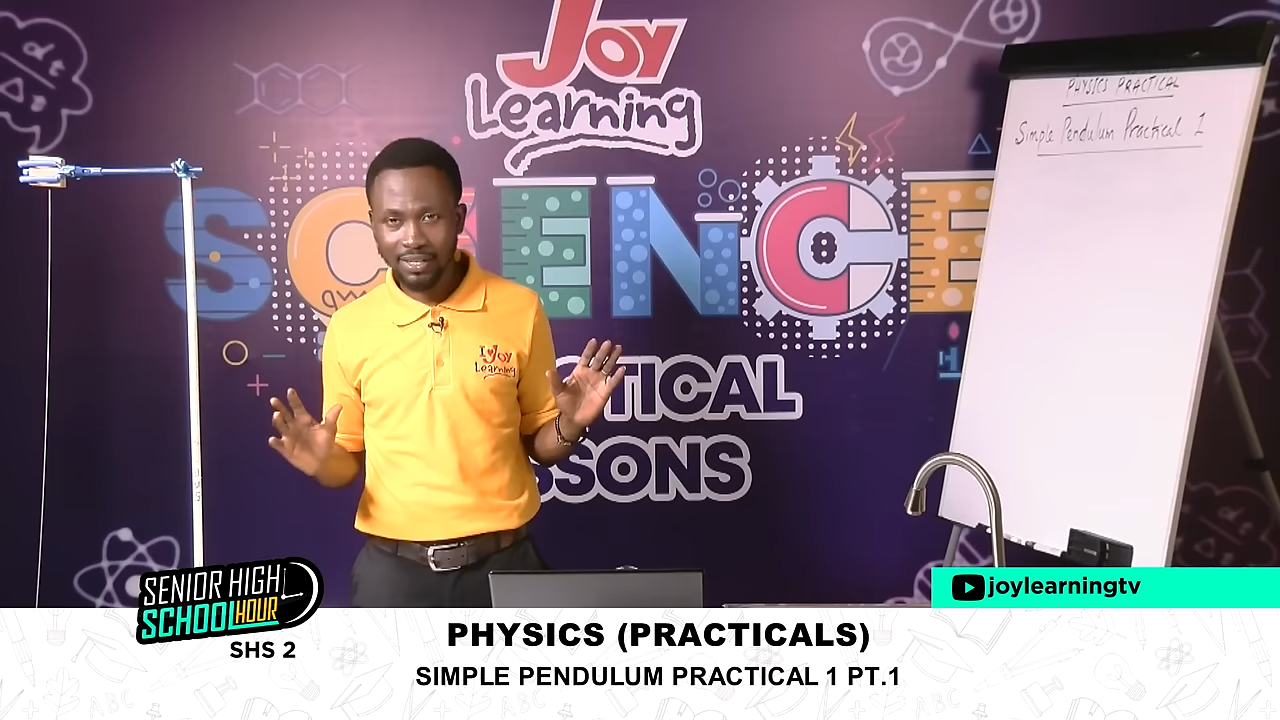 Joy
Learning
PHYSICS PRACTICAL
Simple Pendulum Practical 1
SCIENCE
TICAL
SSONS
I ♥ Joy
Learning
SENIOR HIGH
SCHOOL HOUR
SHS 2
joylearningtv
PHYSICS (PRACTICALS)
SIMPLE PENDULUM PRACTICAL 1 PT.1